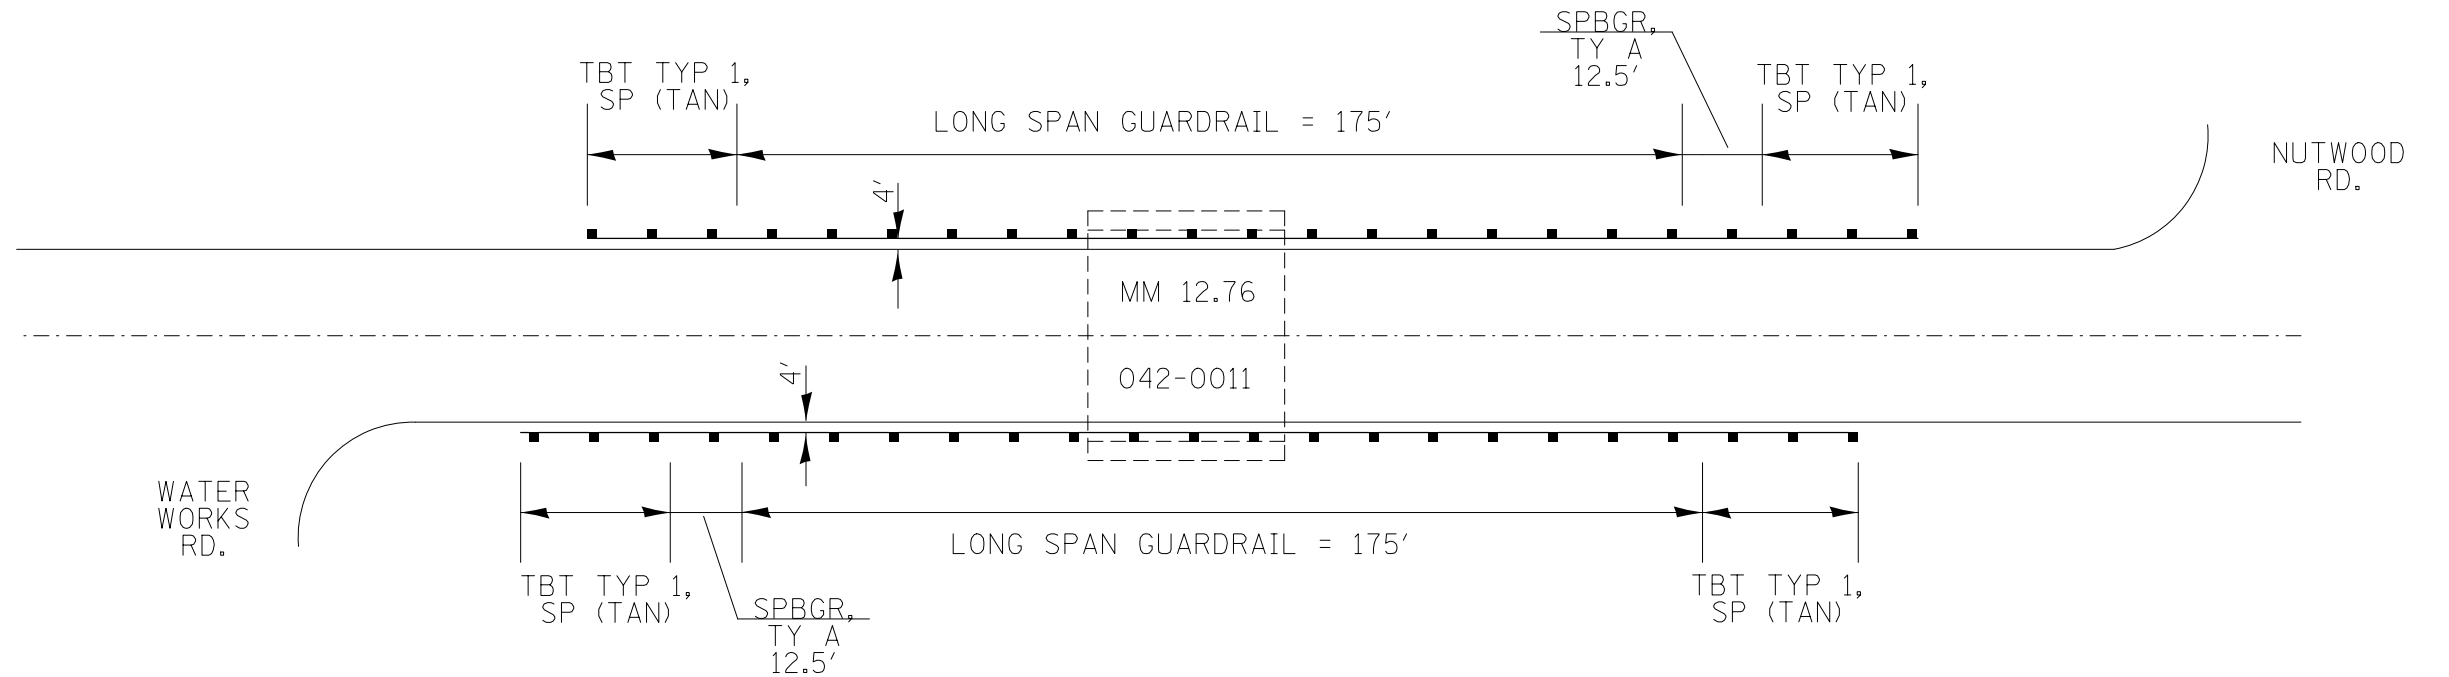 SPBGR,
TY A
12.5'
TBT TYP 1,
SP (TAN)
TBT TYP 1,
SP (TAN)
LONG SPAN GUARDRAIL = 175'
NUTWOOD
RD.
4'
MM 12.76
4'
042-0011
WATER
WORKS
RD.
LONG SPAN GUARDRAIL = 175'
TBT TYP 1,
SP (TAN)
TBT TYP 1,
SP (TAN)
SPBGR,
TY A
12.5'